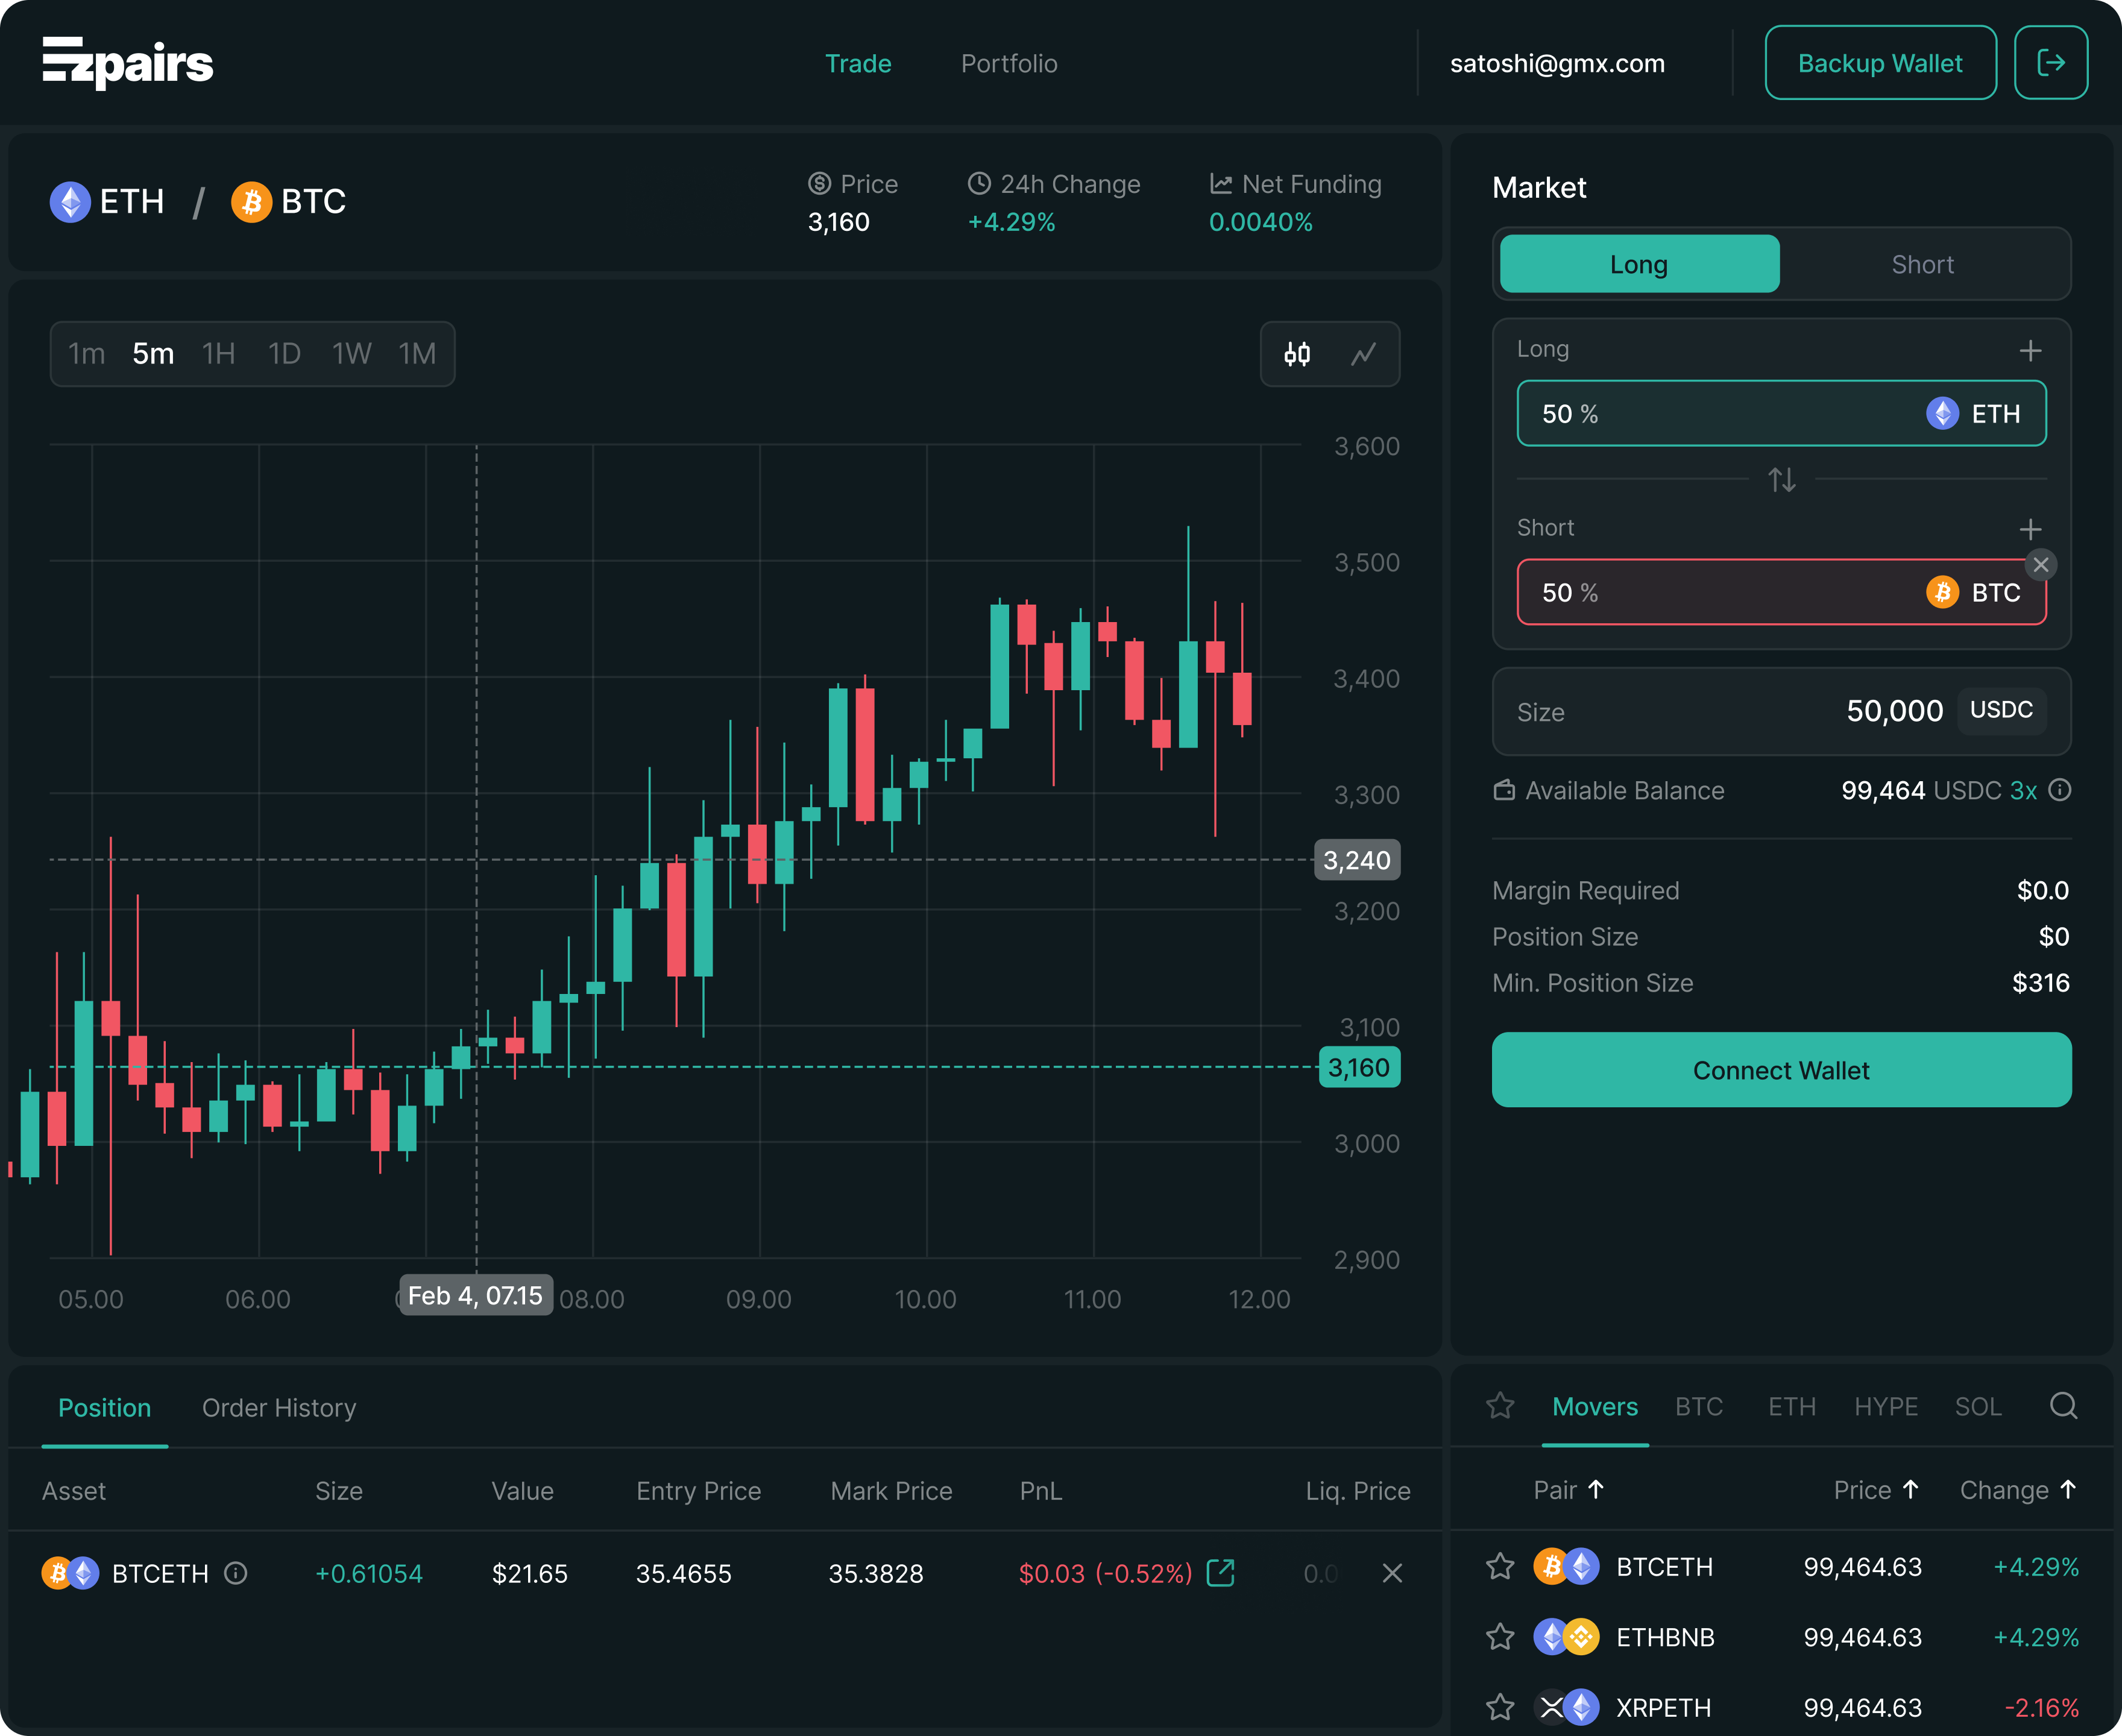 Ezpairs
Trade Portfolio satoshi@gmx.com Backup Wallet
ETH / BTC
Price 24h Change Net Funding
3,160 +4.29% 0.0040%
1m 5m 1H 1D 1W 1M
3,600
3,500
3,400
3,300
3,240
3,200
3,100
3,160
3,000
2,900
05.00 06.00 Feb 4, 07.15 08.00 09.00 10.00 11.00 12.00
Market
Long Short
Long
50 % ETH
Short
50 % BTC
Size 50,000 USDC
Available Balance 99,464 USDC 3x
Margin Required $0.0
Position Size $0
Min. Position Size $316
Connect Wallet
Position Order History
Asset Size Value Entry Price Mark Price PnL Liq. Price
BTCETH +0.61054 $21.65 35.4655 35.3828 $0.03 (-0.52%) 0.0
Movers BTC ETH HYPE SOL
Pair Price Change
BTCETH 99,464.63 +4.29%
ETHBNB 99,464.63 +4.29%
XRPETH 99,464.63 -2.16%